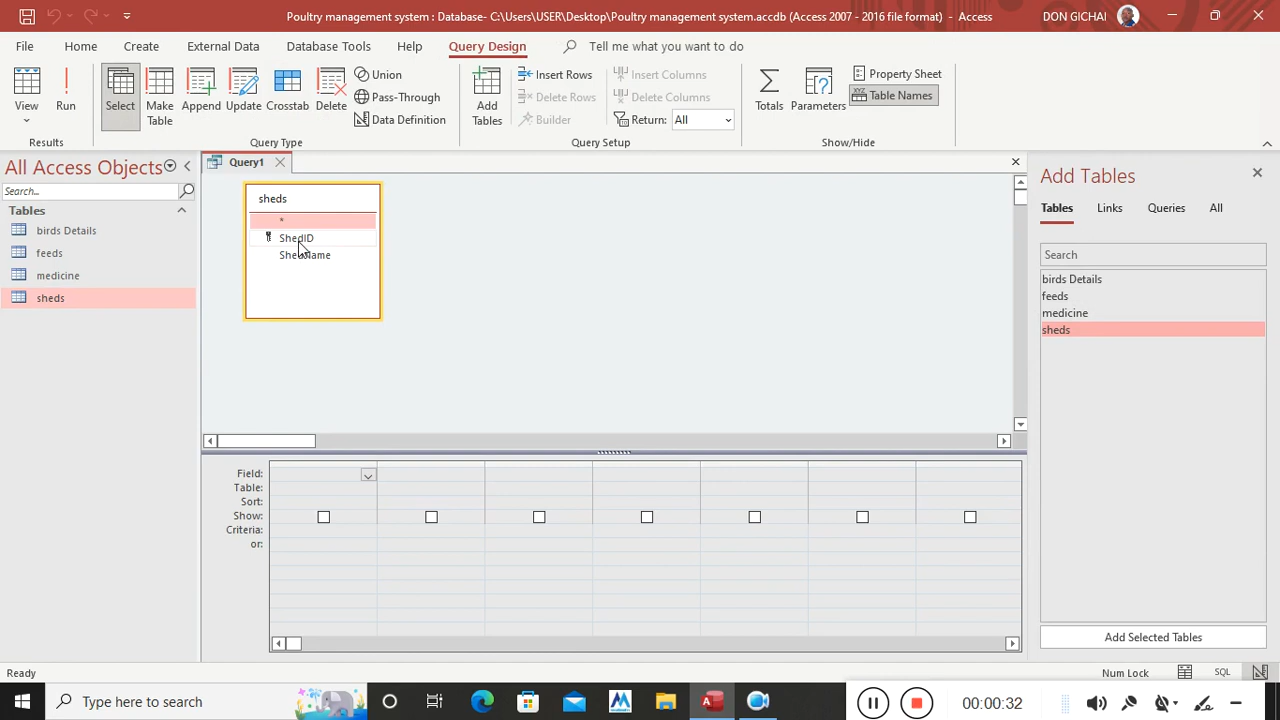 Poultry management system : Database- C:\Users\USER\Desktop\Poultry management system.accdb (Access 2007 - 2016 file format) - Access
DON GICHAI
File Home Create External Data Database Tools Help Query Design Tell me what you want to do
View
Run
Results
Select
Make Table
Append
Update
Crosstab
Delete
Union
Pass-Through
Data Definition
Query Type
Add Tables
Insert Rows
Delete Rows
Builder
Insert Columns
Delete Columns
Return: All
Query Setup
Totals
Parameters
Property Sheet
XYZ Table Names
Show/Hide
All Access Objects
Search...
Tables
birds Details
feeds
medicine
sheds
Query1
sheds
*
ShedID
ShedName
Field:
Table:
Sort:
Show:
Criteria:
or:
Add Tables
Tables Links Queries All
Search
birds Details
feeds
medicine
sheds
Add Selected Tables
Ready
Num Lock
SQL
Type here to search
00:00:32